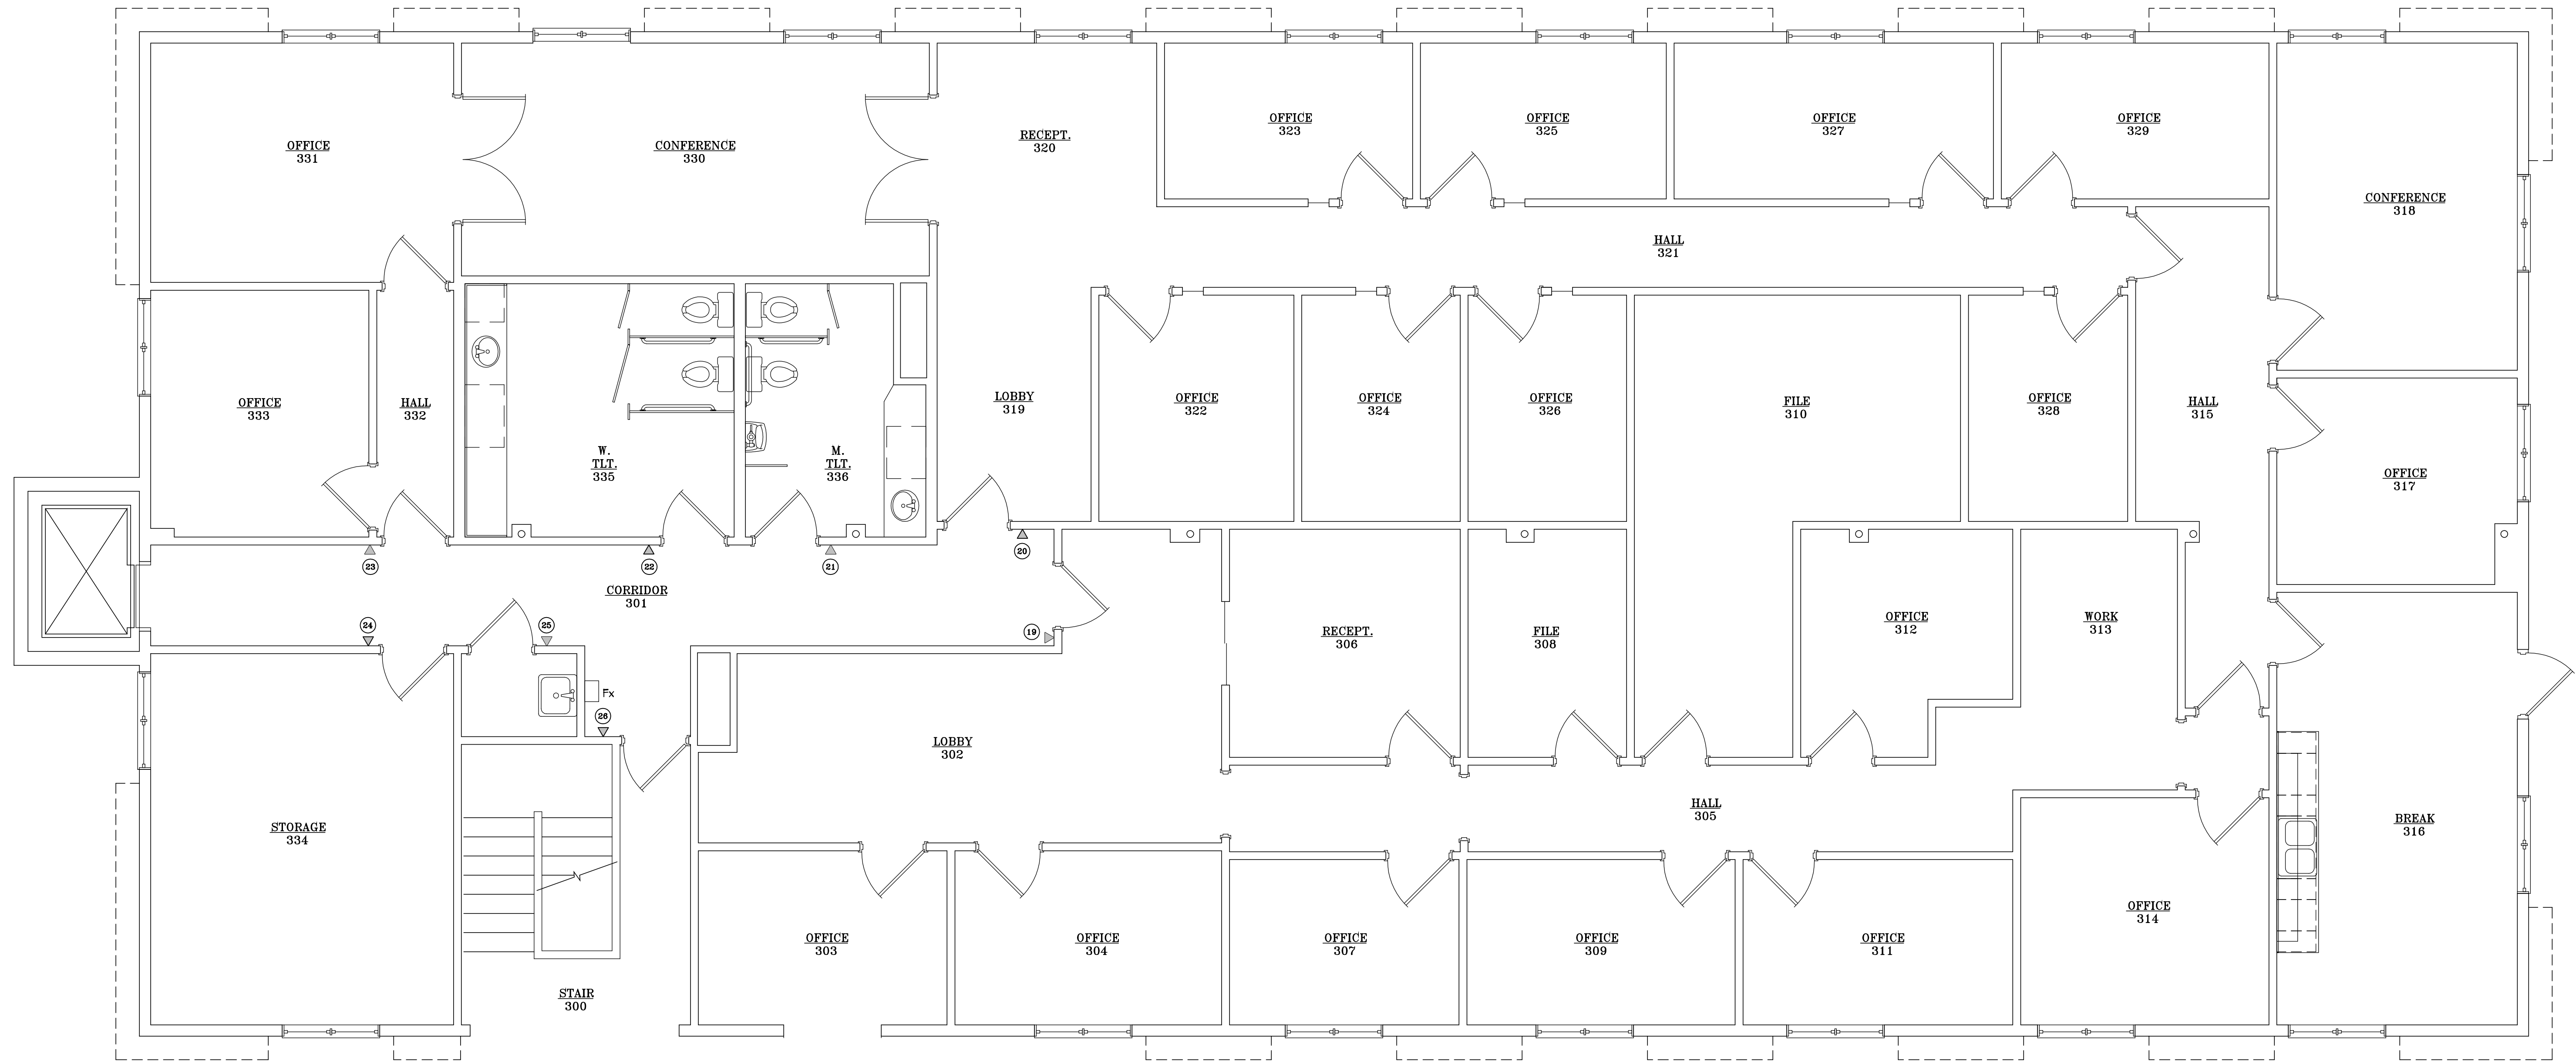 OFFICE
331
CONFERENCE
330
RECEPT.
320
OFFICE
323
OFFICE
325
OFFICE
327
OFFICE
329
CONFERENCE
318
HALL
321
OFFICE
333
HALL
332
W.
TLT.
335
M.
TLT.
336
LOBBY
319
OFFICE
322
OFFICE
324
OFFICE
326
FILE
310
OFFICE
328
HALL
315
OFFICE
317
23
22
21
20
CORRIDOR
301
24
25
19
RECEPT.
306
FILE
308
OFFICE
312
WORK
313
Fx
26
LOBBY
302
HALL
305
STORAGE
334
BREAK
316
OFFICE
303
OFFICE
304
OFFICE
307
OFFICE
309
OFFICE
311
OFFICE
314
STAIR
300